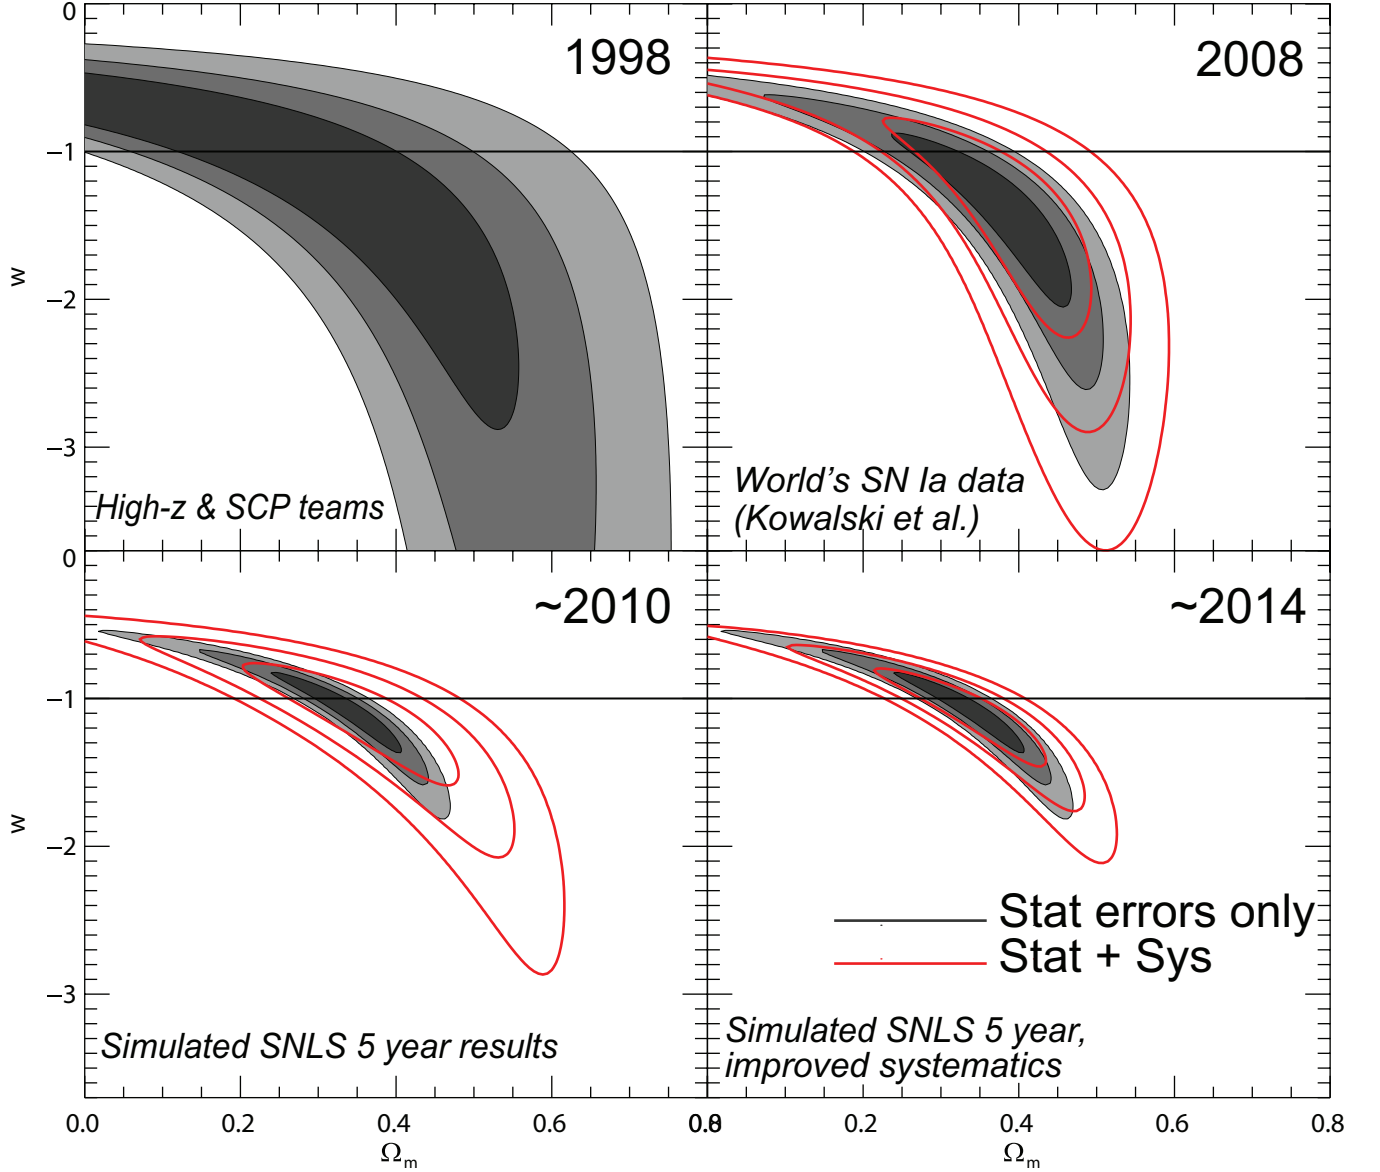 0
1998
2008
−1
w
−2
−3
High-z & SCP teams
World's SN Ia data
(Kowalski et al.)
0
~2010
~2014
−1
w
−2
Stat errors only
Stat + Sys
−3
Simulated SNLS 5 year results
Simulated SNLS 5 year,
improved systematics
0.0 0.2 0.4 0.6 0.2 0.4 0.6 0.8
Ωm Ωm